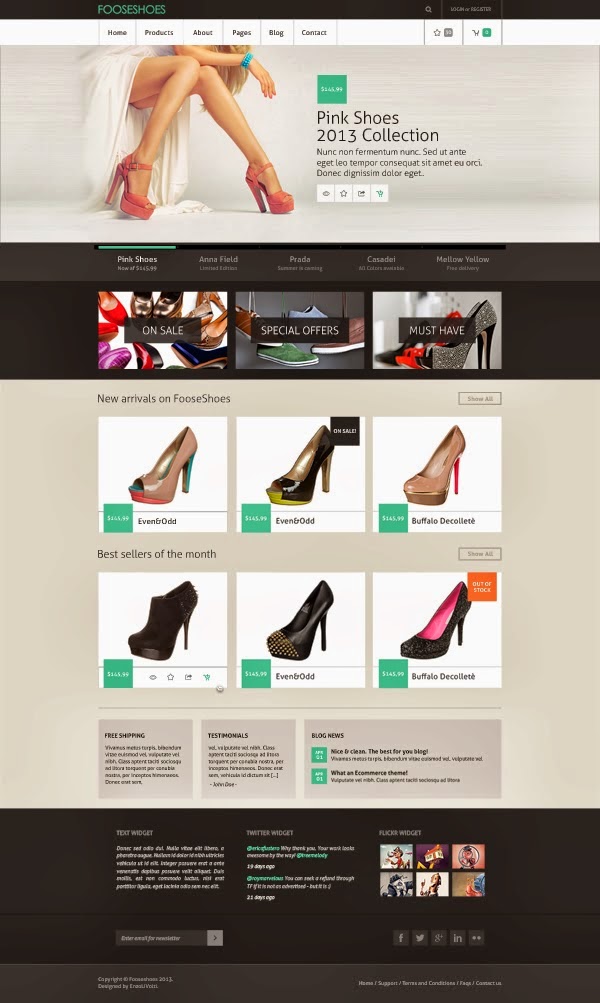 FOOSESHOES
LOGIN or REGISTER
Home Products About Pages Blog Contact
$145,99
Pink Shoes
2013 Collection
Nunc non fermentum nunc. Sed ut ante
eget leo tempor consequat sit amet eu orci.
Donec dignissim dolor eget.
Pink Shoes Anna Field Prada Casadei Mellow Yellow
Now of $145,99 Limited Edition Summer is coming All Colors available Free delivery
ON SALE SPECIAL OFFERS MUST HAVE
New arrivals on FooseShoes Show All
ON SALE!
$145,99 Even&Odd $145,99 Even&Odd $145,99 Buffalo Decolletè
Best sellers of the month Show All
OUT OF
STOCK
$145,99 $145,99 Even&Odd $145,99 Buffalo Decolletè
FREE SHIPPING
Vivamus metus turpis, bibendum
vitae euismod vel, vulputate vel
nibh. Class aptent taciti sociosqu
ad litora torquent per conubia
nostra, per inceptos himenaeos.
Donec erat sem,
TESTIMONIALS
vel, vulputate vel nibh. Class
aptent taciti sociosqu ad litora
torquent per conubia nostra, per
inceptos himenaeos. Donec erat
sem, vehicula id dictum sit [...]
- John Doe -
BLOG NEWS
APR
01
Nice & clean. The best for you blog!
Vivamus metus turpis, bibendum vitae euismod vel, vulputate vel.
APR
01
What an Ecommerce theme!
Vulputate vel nibh. Class aptent taciti sociosqu ad litora
TEXT WIDGET
Donec sed odio dui. Nulla vitae elit libero, a
pharetra augue. Nullam id dolor id nibh ultricies
vehicula ut id elit. Integer posuere erat a ante
venenatis dapibus posuere velit aliquet. Duis
mollis, est non commodo luctus, nisi erat
porttitor ligula, eget lacinia odio sem nec elit.
TWITTER WIDGET
Why thank you, Your work looks
awesome by the way!
19 days ago
You can seek a refund through
TF if it is not as advertised - but it is :)
21 days ago
FLICKR WIDGET
Enter email for newsletter
Copyright © Fooseshoes 2013.
Designed by
Home / Support / Terms and Conditions / Faqs / Contact us